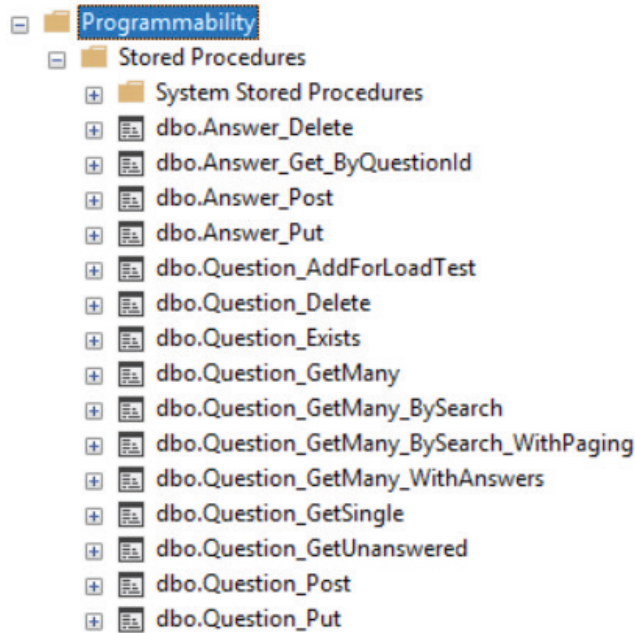 Programmability
Stored Procedures
System Stored Procedures
dbo.Answer_Delete
dbo.Answer_Get_ByQuestionId
dbo.Answer_Post
dbo.Answer_Put
dbo.Question_AddForLoadTest
dbo.Question_Delete
dbo.Question_Exists
dbo.Question_GetMany
dbo.Question_GetMany_BySearch
dbo.Question_GetMany_BySearch_WithPaging
dbo.Question_GetMany_WithAnswers
dbo.Question_GetSingle
dbo.Question_GetUnanswered
dbo.Question_Post
dbo.Question_Put